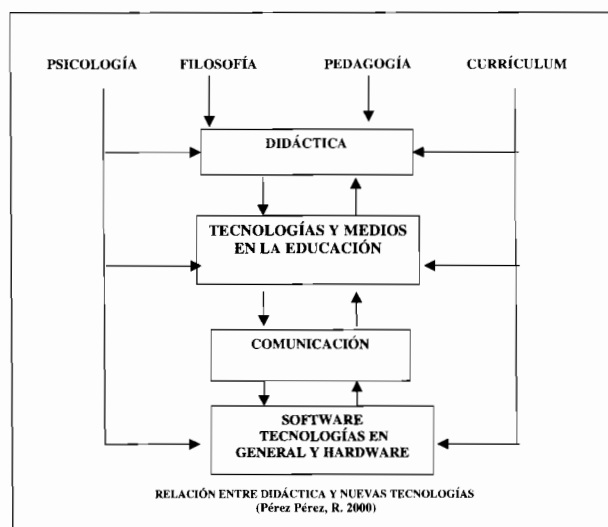 PSICOLOGÍA FILOSOFÍA PEDAGOGÍA CURRÍCULUM
DIDÁCTICA
TECNOLOGÍAS Y MEDIOS
EN LA EDUCACIÓN
COMUNICACIÓN
SOFTWARE
TECNOLOGÍAS EN
GENERAL Y HARDWARE
RELACIÓN ENTRE DIDÁCTICA Y NUEVAS TECNOLOGÍAS
(Pérez Pérez, R. 2000)